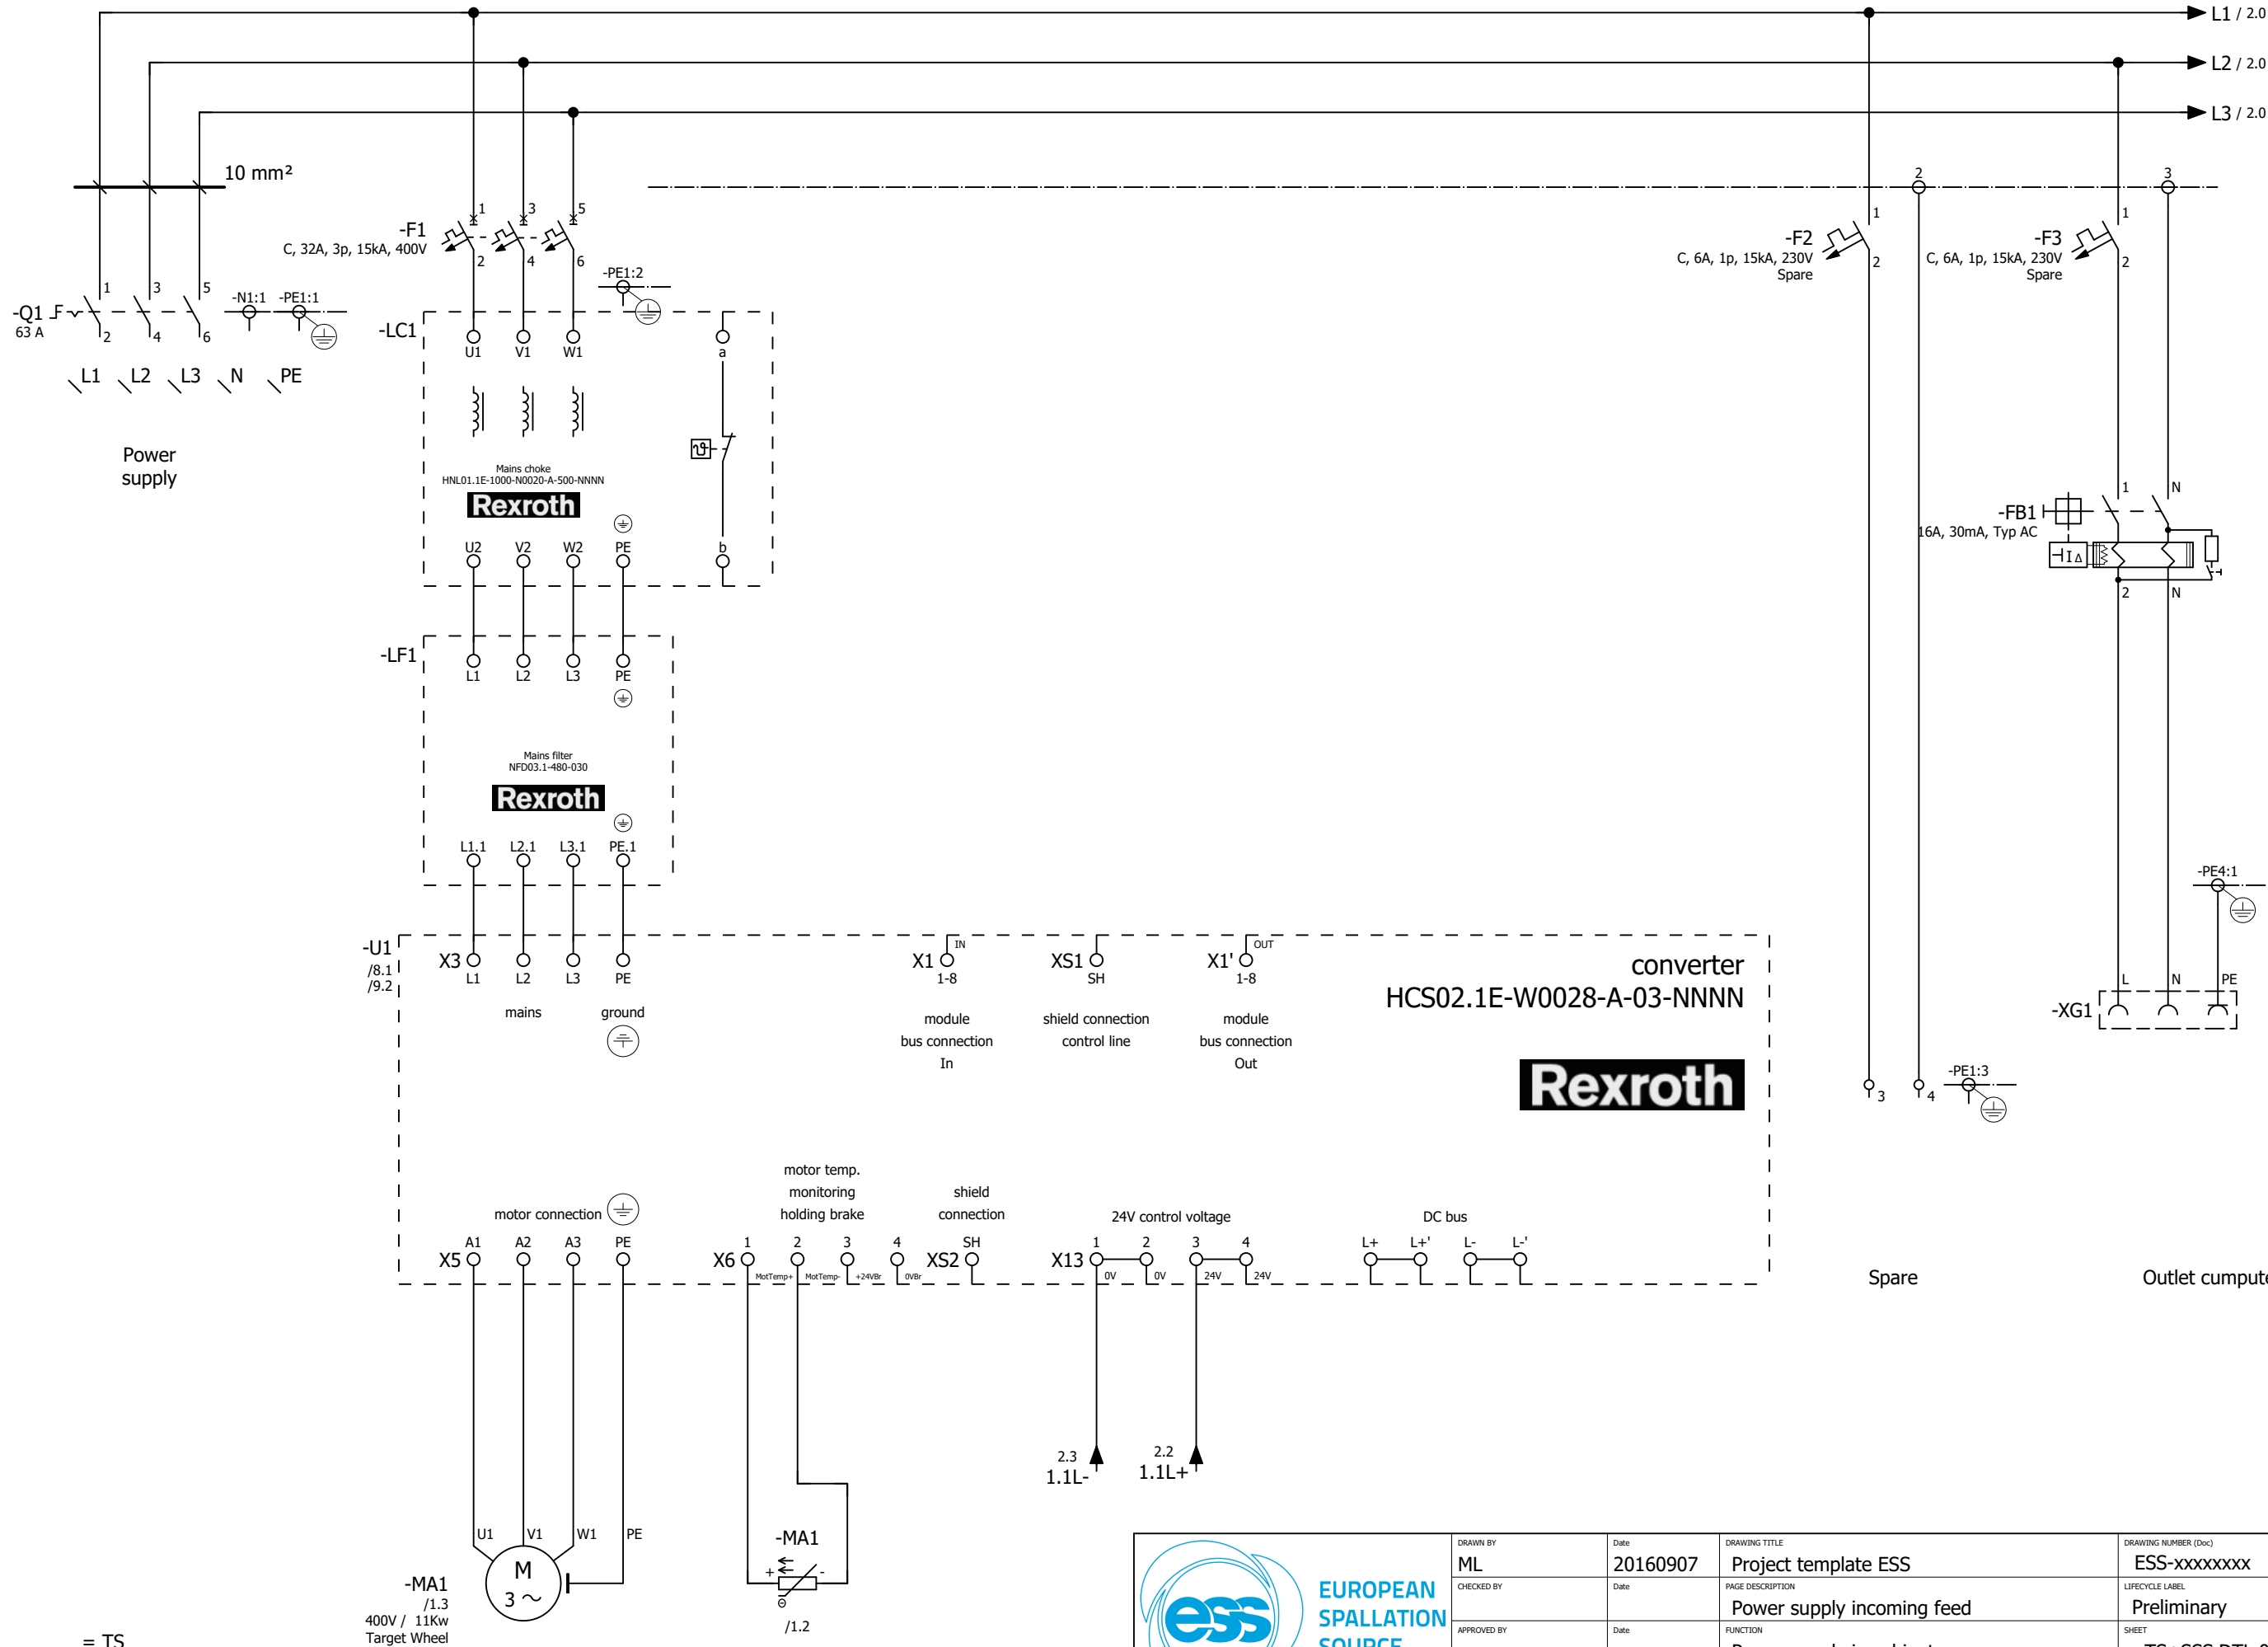 L1 / 2.0
L2 / 2.0
L3 / 2.0
10 mm²
2
3
-F1
C, 32A, 3p, 15kA, 400V
1
3
5
2
4
6
-F2
C, 6A, 1p, 15kA, 230V
Spare
1
2
-F3
C, 6A, 1p, 15kA, 230V
Spare
1
2
-Q1
63 A
1
3
5
2
4
6
-N1:1
-PE1:1
-PE1:2
L1
L2
L3
N
PE
Power
supply
-LC1
U1
V1
W1
a
Mains choke
HNL01.1E-1000-N0020-A-500-NNNN
Rexroth
U2
V2
W2
PE
b
-FB1
16A, 30mA, Typ AC
1
N
I Δ
2
N
-LF1
L1
L2
L3
PE
Mains filter
NFD03.1-480-030
Rexroth
L1.1
L2.1
L3.1
PE.1
-PE4:1
-U1
/8.1
/9.2
X3
L1
L2
L3
PE
mains
ground
X1
IN
1-8
module
bus connection
In
XS1
SH
shield connection
control line
X1'
OUT
1-8
module
bus connection
Out
converter
HCS02.1E-W0028-A-03-NNNN
Rexroth
-XG1
L
N
PE
3
4
-PE1:3
motor connection
X5
A1
A2
A3
PE
motor temp.
monitoring
holding brake
X6
1
2
3
4
MotTemp+
MotTemp-
+24VBr
0VBr
shield
connection
XS2
SH
24V control voltage
X13
1
2
3
4
0V
0V
24V
24V
DC bus
L+
L+'
L-
L-'
Spare
Outlet cumpute
2.3
1.1L-
2.2
1.1L+
U1
V1
W1
PE
M
3 ~
-MA1
/1.3
400V / 11Kw
Target Wheel
-MA1
+
-
Θ
/1.2
= TS
ess
EUROPEAN
SPALLATION
SOURCE
DRAWN BY
ML
Date
20160907
DRAWING TITLE
Project template ESS
DRAWING NUMBER (Doc)
ESS-xxxxxxxx
CHECKED BY
Date
PAGE DESCRIPTION
Power supply incoming feed
LIFECYCLE LABEL
Preliminary
APPROVED BY
Date
FUNCTION
SHEET